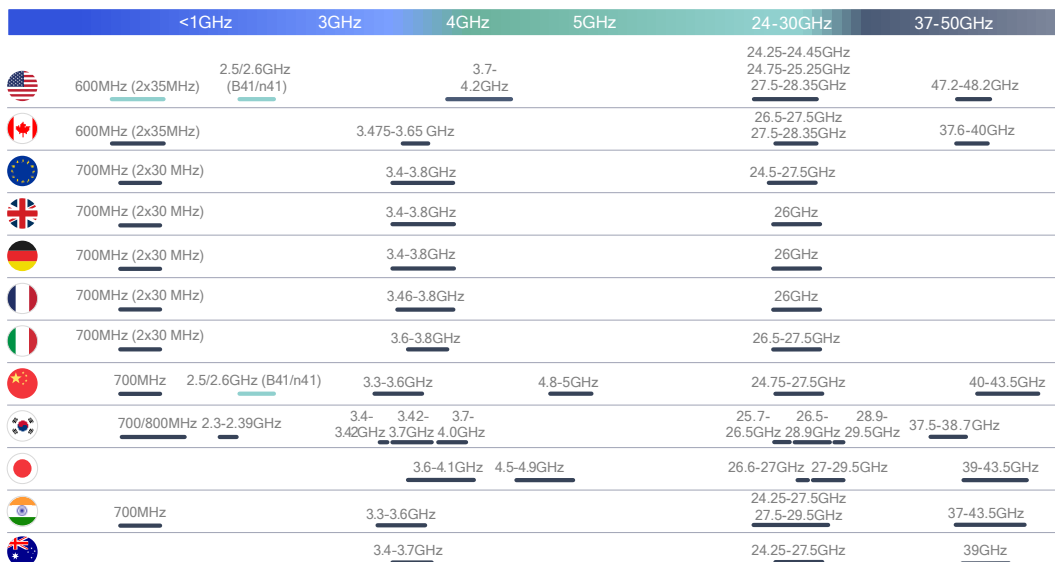 <1GHz 3GHz 4GHz 5GHz 24-30GHz 37-50GHz
24.25-24.45GHz
2.5/2.6GHz 3.7- 24.75-25.25GHz
600MHz (2x35MHz) (B41/n41) 4.2GHz 27.5-28.35GHz 47.2-48.2GHz
26.5-27.5GHz
600MHz (2x35MHz) 3.475-3.65 GHz 27.5-28.35GHz 37.6-40GHz
700MHz (2x30 MHz) 3.4-3.8GHz 24.5-27.5GHz
700MHz (2x30 MHz) 3.4-3.8GHz 26GHz
700MHz (2x30 MHz) 3.4-3.8GHz 26GHz
700MHz (2x30 MHz) 3.46-3.8GHz 26GHz
700MHz (2x30 MHz) 3.6-3.8GHz 26.5-27.5GHz
700MHz 2.5/2.6GHz (B41/n41) 3.3-3.6GHz 4.8-5GHz 24.75-27.5GHz 40-43.5GHz
3.4- 3.42- 3.7- 25.7- 26.5- 28.9-
700/800MHz 2.3-2.39GHz 3.42GHz 3.7GHz 4.0GHz 26.5GHz 28.9GHz 29.5GHz 37.5-38.7GHz
3.6-4.1GHz 4.5-4.9GHz 26.6-27GHz 27-29.5GHz 39-43.5GHz
24.25-27.5GHz
700MHz 3.3-3.6GHz 27.5-29.5GHz 37-43.5GHz
3.4-3.7GHz 24.25-27.5GHz 39GHz